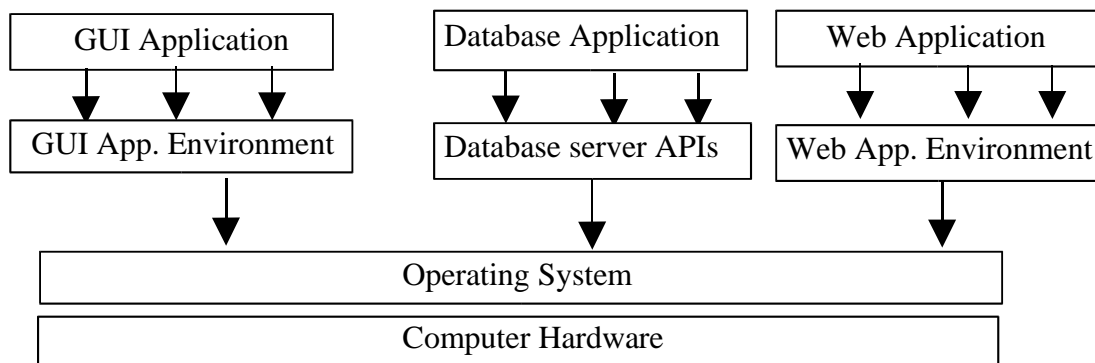 GUI Application
Database Application
Web Application
GUI App. Environment
Database server APIs
Web App. Environment
Operating System
Computer Hardware